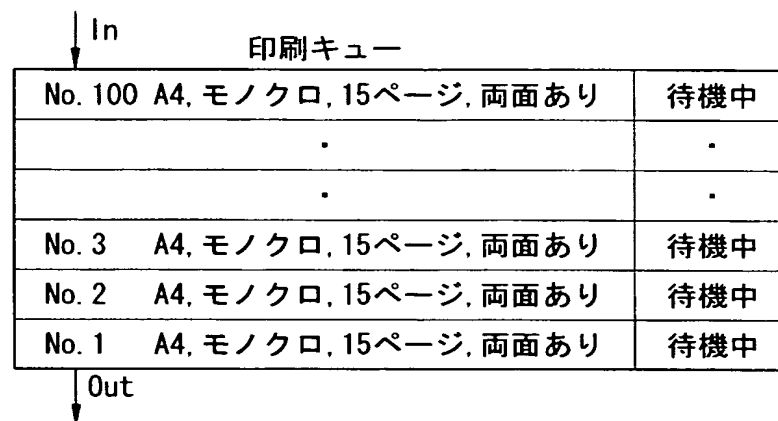 In
印刷キュー
No. 100 A4, モノクロ, 15ページ, 両面あり 待機中
・ ・
・ ・
No. 3 A4, モノクロ, 15ページ, 両面あり 待機中
No. 2 A4, モノクロ, 15ページ, 両面あり 待機中
No. 1 A4, モノクロ, 15ページ, 両面あり 待機中
Out